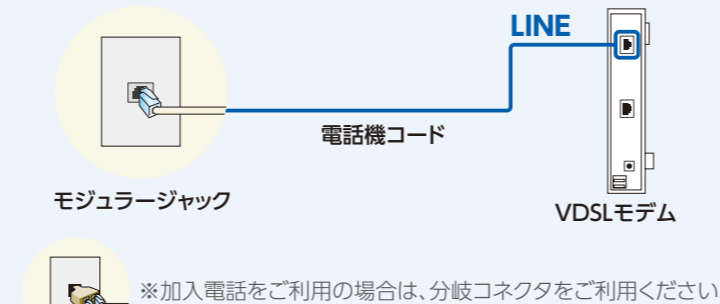 LINE
電話機コード
モジュラージャック
VDSLモデム
※加入電話をご利用の場合は、分岐コネクタをご利用ください